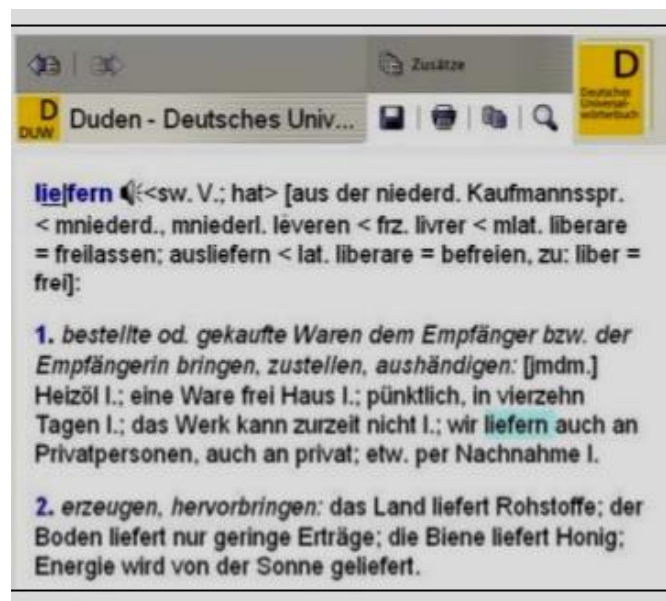 Zusätze
D
Deutsches
Universal-
wörterbuch
D
DUW
Duden - Deutsches Univ...
lie|fern <sw. V.; hat> [aus der niederd. Kaufmannsspr.
< mniederd., mniederl. lēveren < frz. livrer < mlat. liberare
= freilassen; ausliefern < lat. liberare = befreien, zu: liber =
frei]:
1. bestellte od. gekaufte Waren dem Empfänger bzw. der
Empfängerin bringen, zustellen, aushändigen: [jmdm.]
Heizöl l.; eine Ware frei Haus l.; pünktlich, in vierzehn
Tagen l.; das Werk kann zurzeit nicht l.; wir liefern auch an
Privatpersonen, auch an privat; etw. per Nachnahme l.
2. erzeugen, hervorbringen: das Land liefert Rohstoffe; der
Boden liefert nur geringe Erträge; die Biene liefert Honig;
Energie wird von der Sonne geliefert.